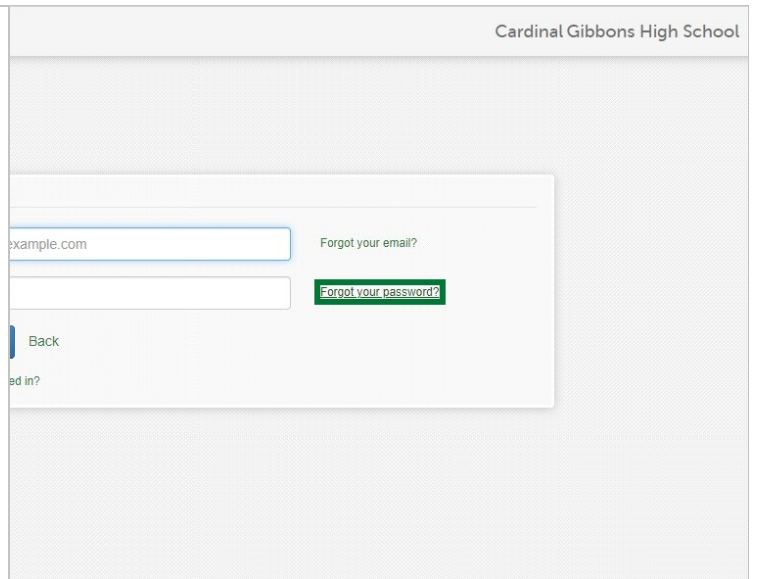 Cardinal Gibbons High School
example.com
Forgot your email?
Forgot your password?
Back
ed in?